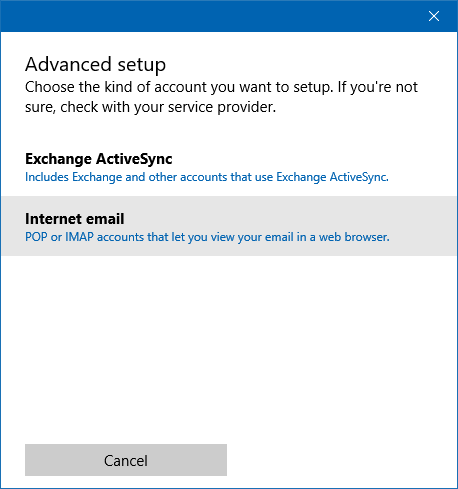 Advanced setup
Choose the kind of account you want to setup. If you're not
sure, check with your service provider.
Exchange ActiveSync
Includes Exchange and other accounts that use Exchange ActiveSync.
Internet email
POP or IMAP accounts that let you view your email in a web browser.
Cancel